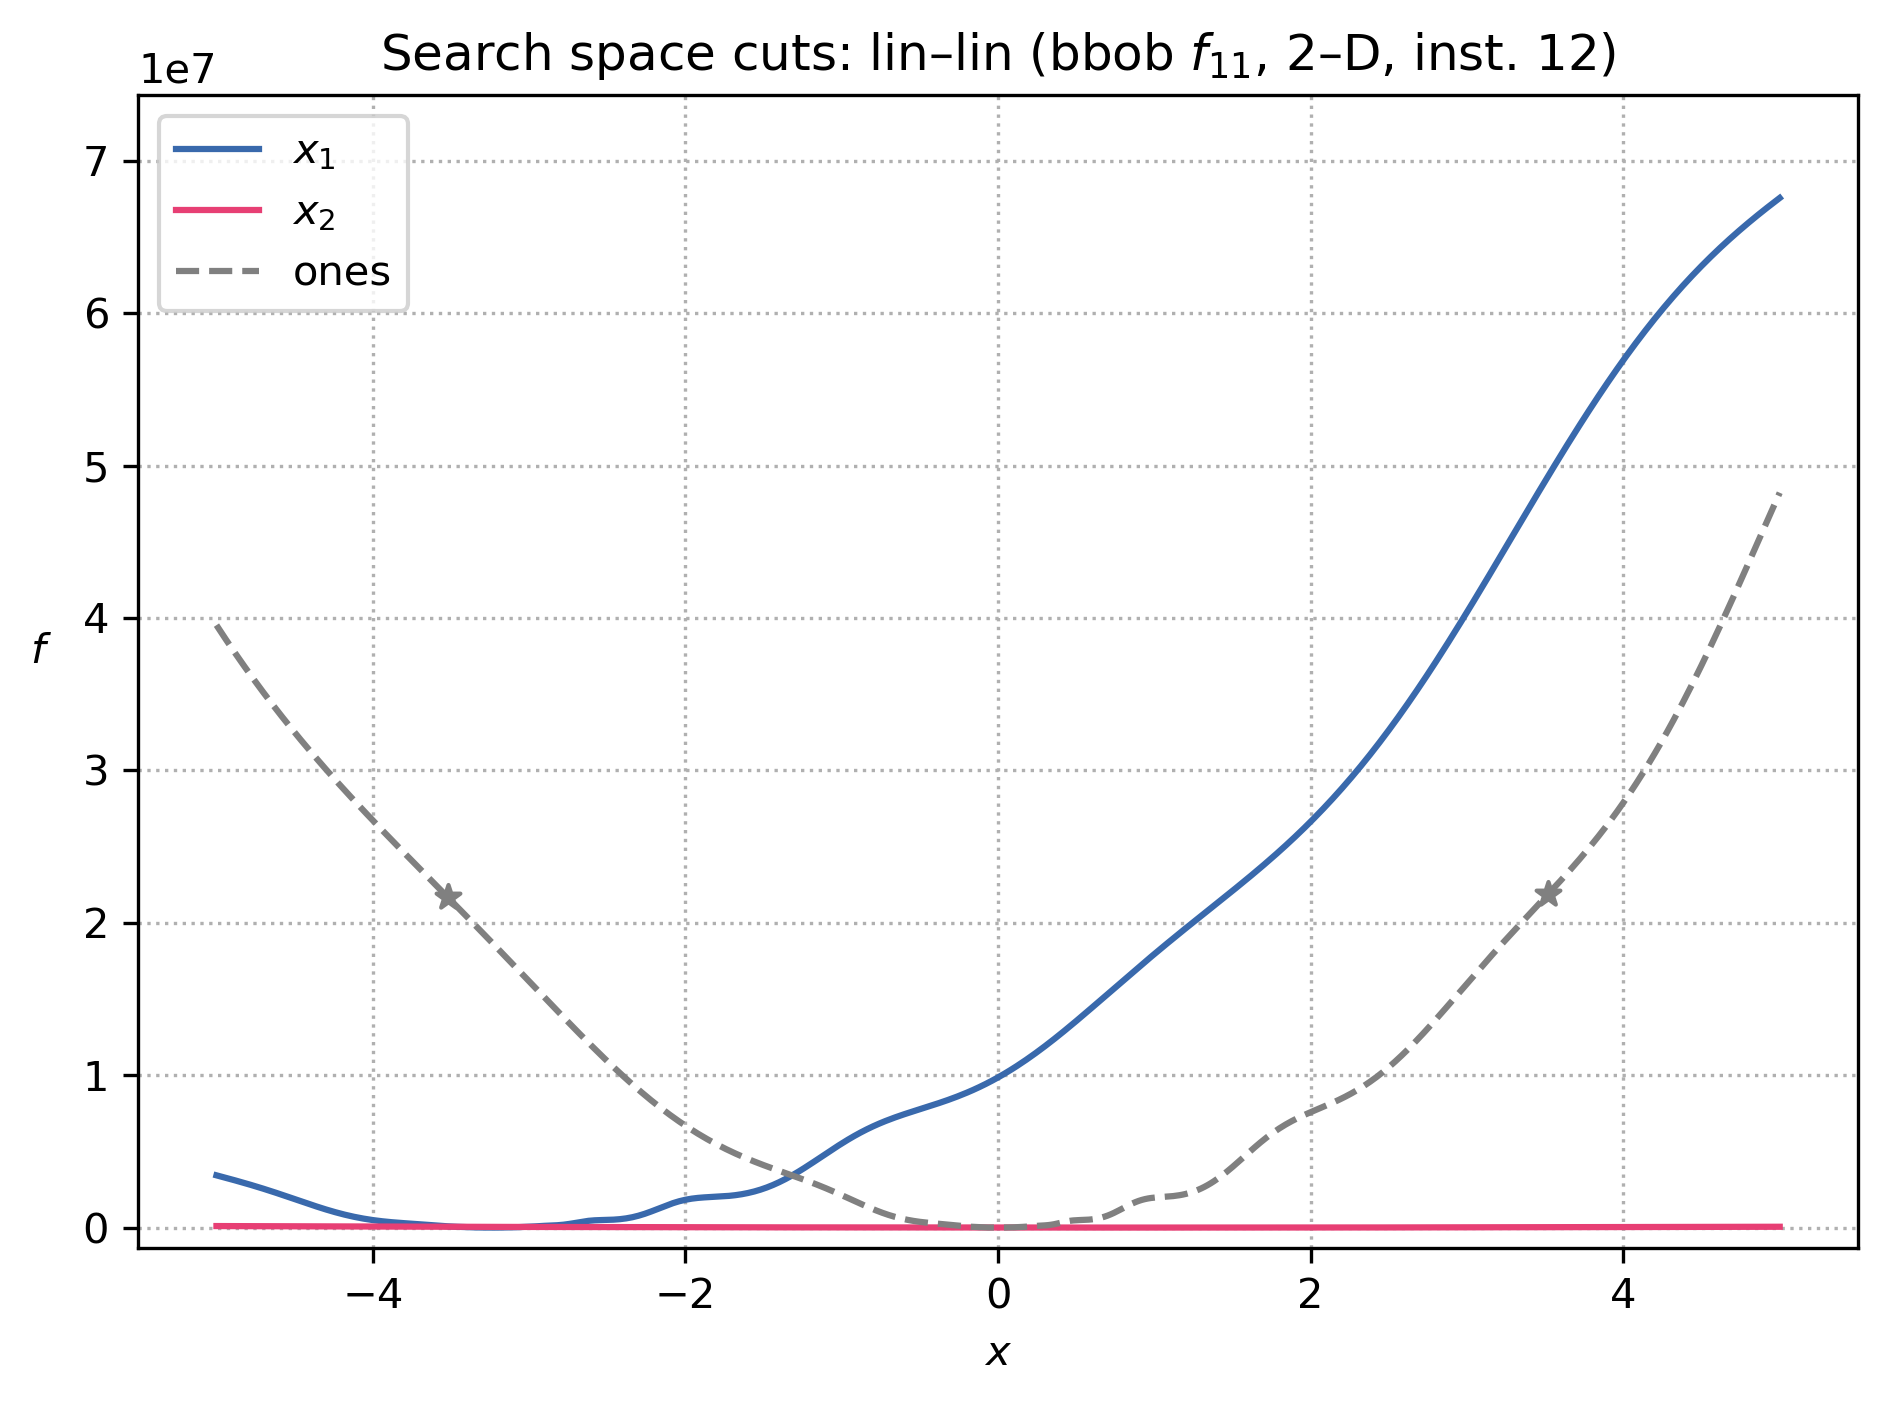 Search space cuts: lin–lin (bbob f₁₁, 2–D, inst. 12)
1e7
x₁
x₂
ones
7
6
5
4
3
2
1
0
f
−4
−2
0
2
4
x